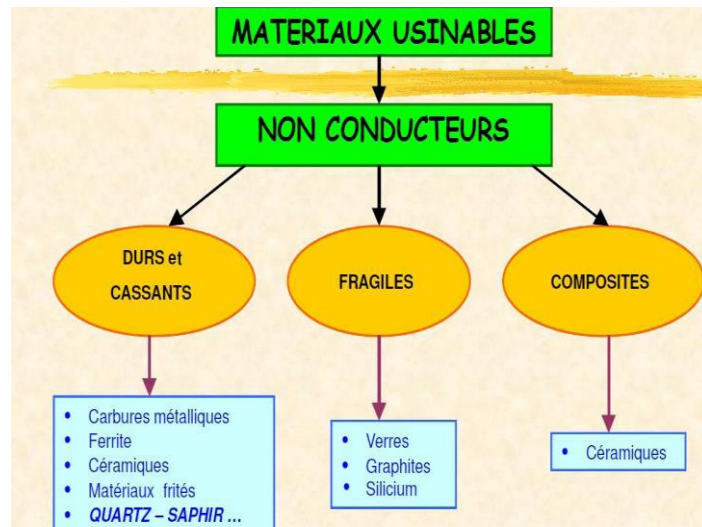 MATERIAUX USINABLES
NON CONDUCTEURS
DURS et
CASSANTS
FRAGILES
COMPOSITES
• Carbures métalliques
• Ferrite
• Céramiques
• Matériaux frités
• QUARTZ – SAPHIR ...
• Verres
• Graphites
• Silicium
• Céramiques